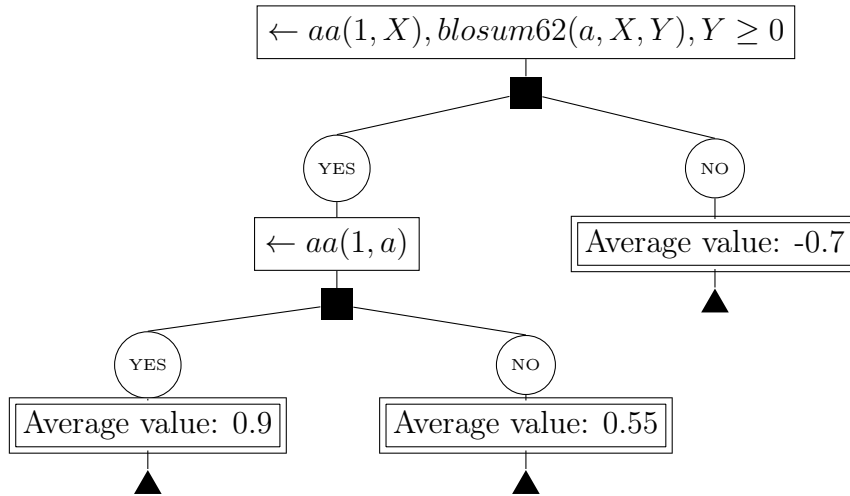 ← aa(1, X), blosum62(a, X, Y), Y ≥ 0
YES
NO
← aa(1, a)
Average value: -0.7
YES
NO
Average value: 0.9
Average value: 0.55